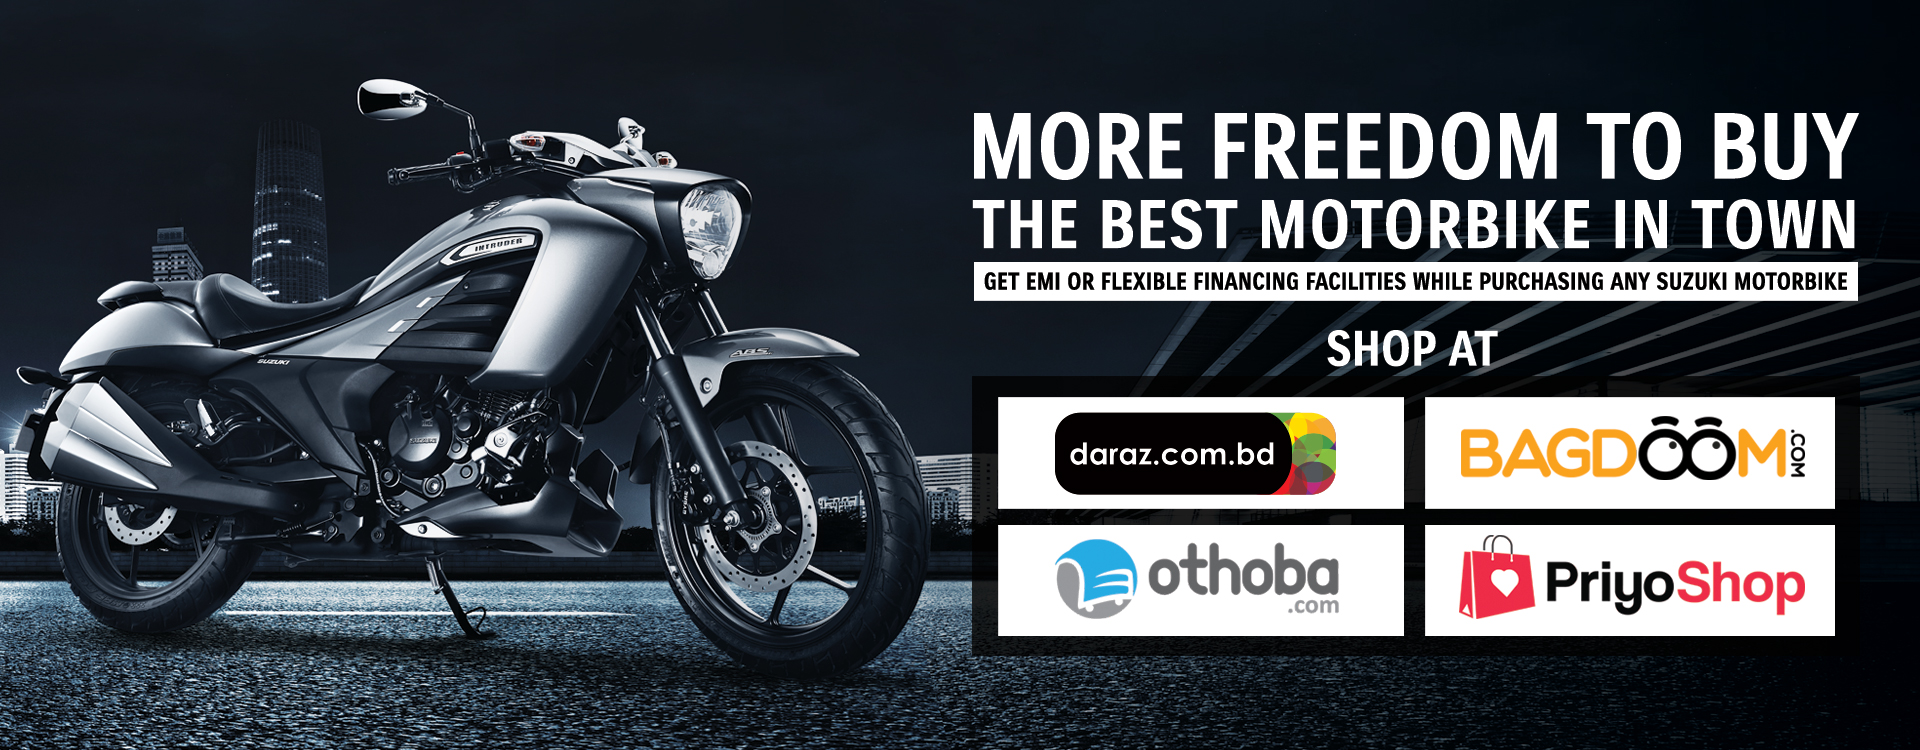 MORE FREEDOM TO BUY
THE BEST MOTORBIKE IN TOWN
GET EMI OR FLEXIBLE FINANCING FACILITIES WHILE PURCHASING ANY SUZUKI MOTORBIKE
SHOP AT
daraz.com.bd
BAGDOOM.COM
othoba.com
PriyoShop
INTRUDER
ABS
SUZUKI
SUZUKI